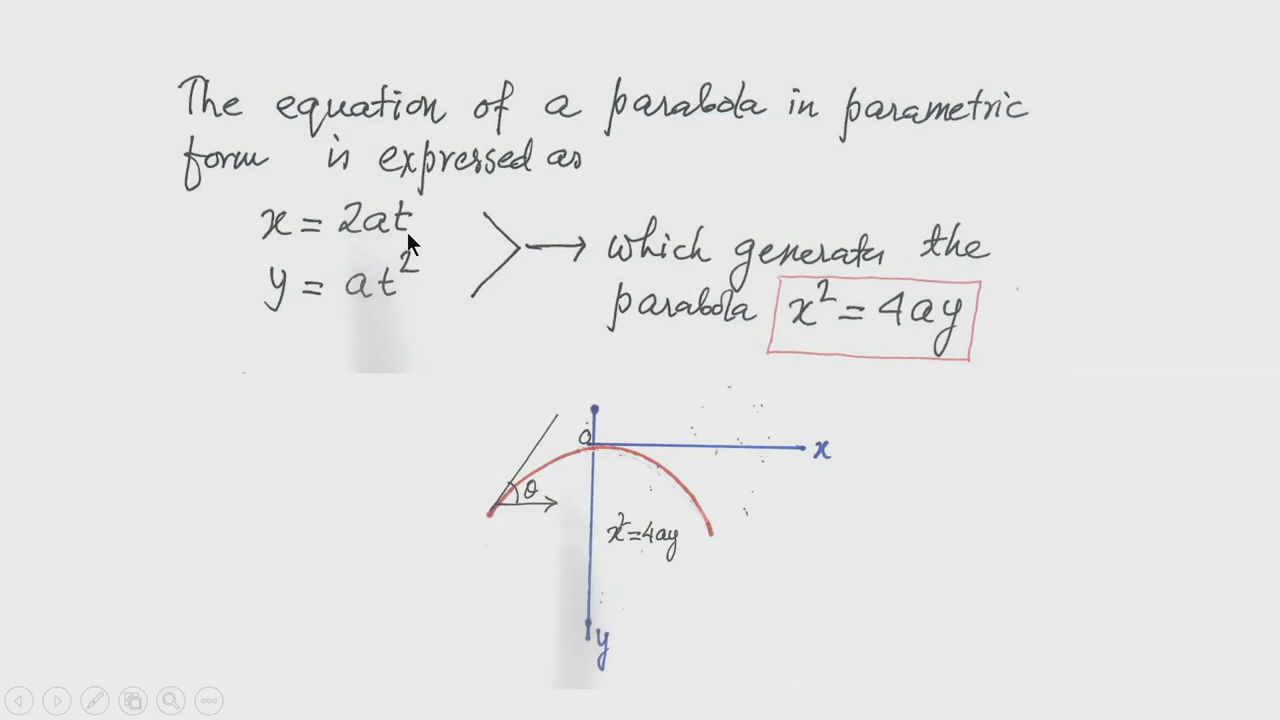 The equation of a parabola in parametric
form is expressed as
x = 2at
y = at²
which generates the
parabola x² = 4ay
a
x
θ
x² = 4ay
y